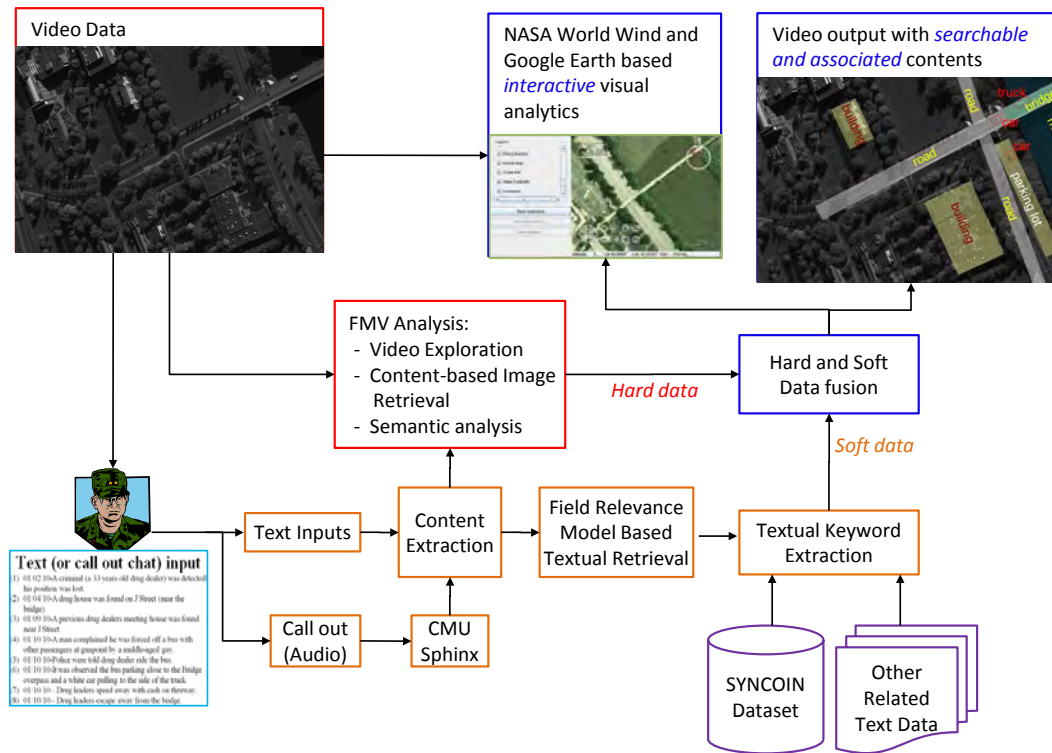 Video Data
NASA World Wind and
Google Earth based
interactive visual
analytics
Video output with searchable
and associated contents
road
truck
bridge
car
car
building
road
parking lot
road
building
FMV Analysis:
- Video Exploration
- Content-based Image
Retrieval
- Semantic analysis
Hard data
Hard and Soft
Data fusion
Soft data
Text Inputs
Content
Extraction
Field Relevance
Model Based
Textual Retrieval
Textual Keyword
Extraction
Text (or call out chat) input
(1) 01 02 10-A criminal (a 33 years old drug dealer) was detected
his position was lost.
(2) 01 04 10-A drug house was found on J Street (near the
bridge).
(3) 01 09 10-A previous drug dealers meeting house was found
near J Street.
(4) 01 10 10-A man complained he was forced off a bus with
other passengers at gunpoint by a middle-aged guy.
(5) 01 10 10-Police were told drug dealer ride the bus.
(6) 01 10 10-It was observed the bus parking close to the Bridge
overpass and a white car pulling to the side of the truck.
(7) 01 10 10- Drug leaders speed away with cash on thruway.
(8) 01 10 10- Drug leaders escape away from the bridge.
Call out
(Audio)
CMU
Sphinx
SYNCOIN
Dataset
Other
Related
Text Data